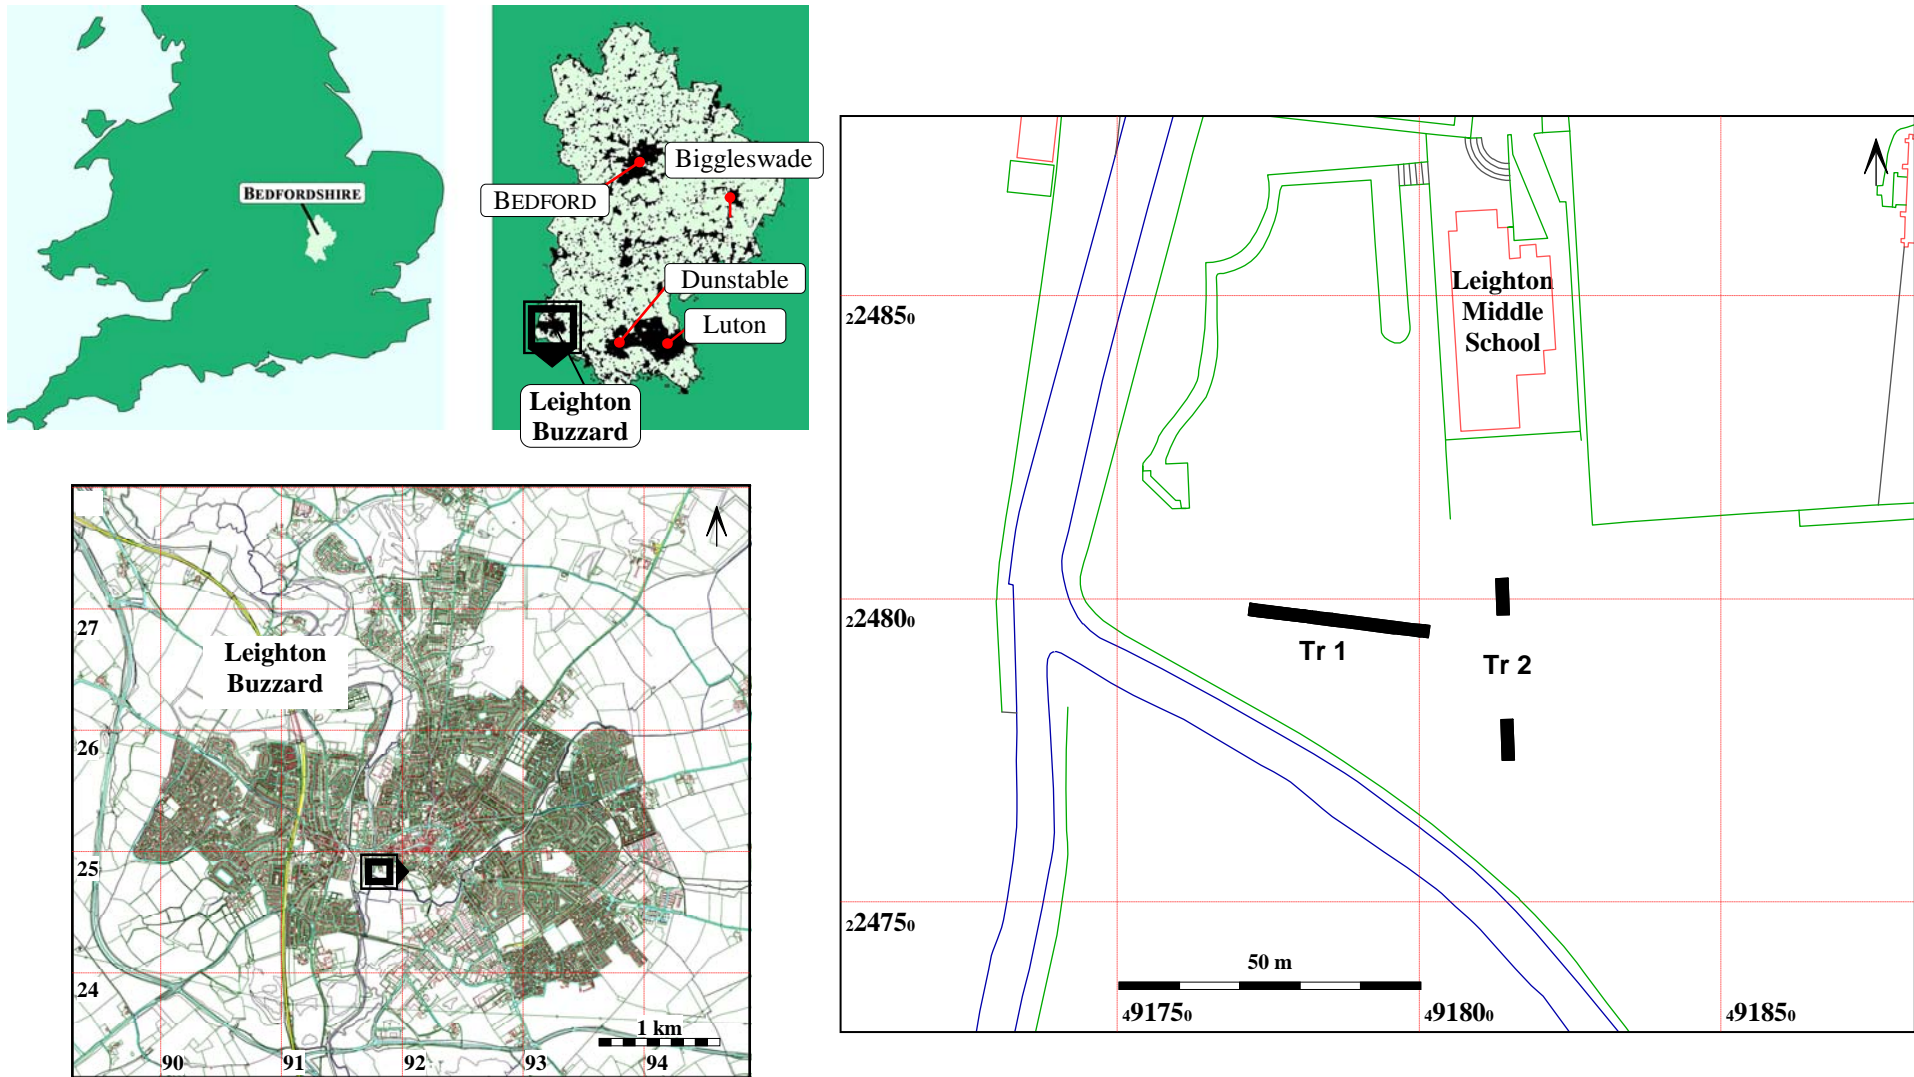 BEDFORDSHIRE
Biggleswade
BEDFORD
Dunstable
Luton
Leighton
Buzzard
Leighton
Buzzard
27
26
25
24
90
91
92
93
94
1 km
Leighton
Middle
School
224850
224800
224750
Tr 1
Tr 2
50 m
491750
491800
491850